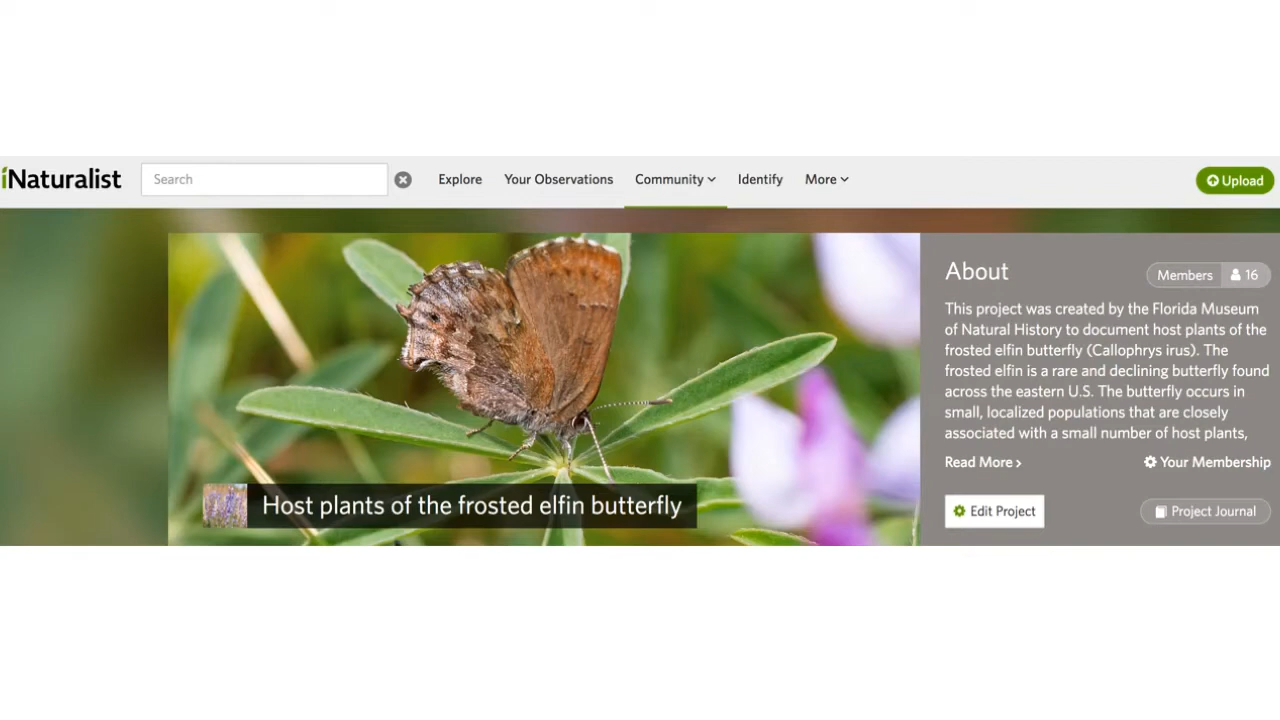 iNaturalist
Search
Explore
Your Observations
Community
Identify
More
Upload
Host plants of the frosted elfin butterfly
About
Members 16
This project was created by the Florida Museum
of Natural History to document host plants of the
frosted elfin butterfly (Callophrys irus). The
frosted elfin is a rare and declining butterfly found
across the eastern U.S. The butterfly occurs in
small, localized populations that are closely
associated with a small number of host plants,
Read More ›
Your Membership
Edit Project
Project Journal